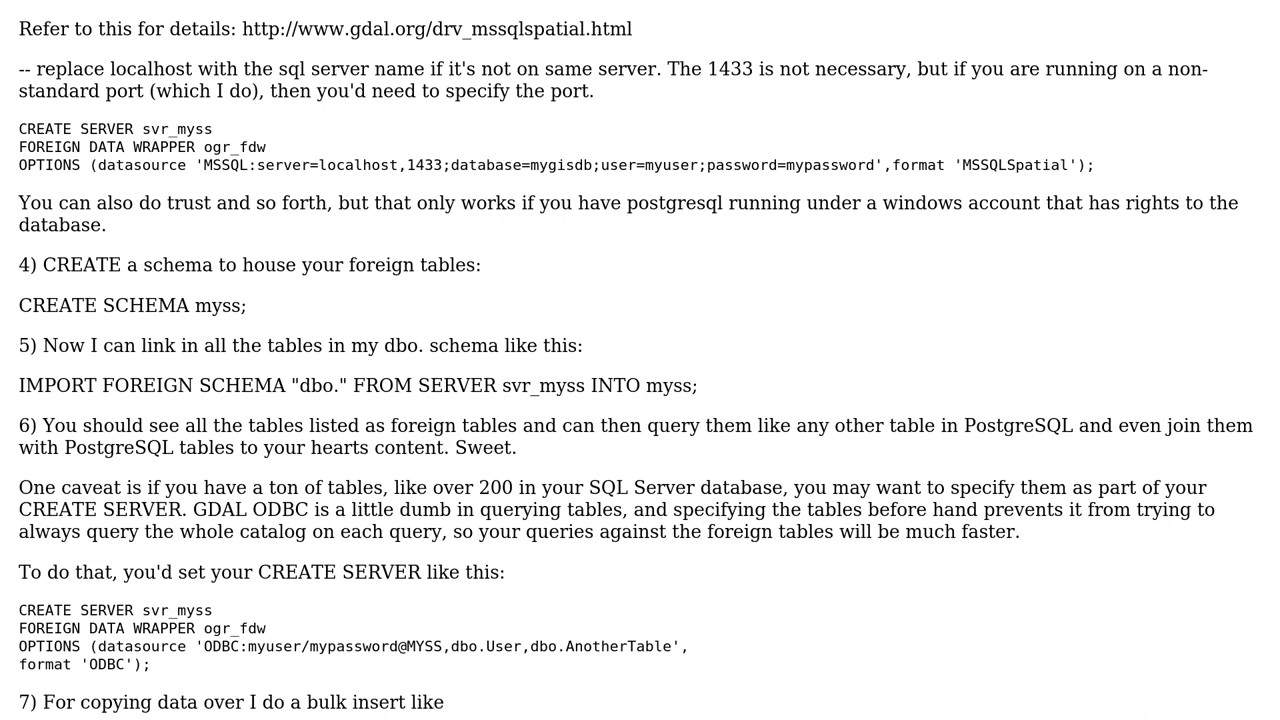 Refer to this for details: http://www.gdal.org/drv_mssqlspatial.html
-- replace localhost with the sql server name if it's not on same server. The 1433 is not necessary, but if you are running on a non-
standard port (which I do), then you'd need to specify the port.
CREATE SERVER svr_myss
FOREIGN DATA WRAPPER ogr_fdw
OPTIONS (datasource 'MSSQL:server=localhost,1433;database=mygisdb;user=myuser;password=mypassword',format 'MSSQLSpatial');
You can also do trust and so forth, but that only works if you have postgresql running under a windows account that has rights to the
database.
4) CREATE a schema to house your foreign tables:
CREATE SCHEMA myss;
5) Now I can link in all the tables in my dbo. schema like this:
IMPORT FOREIGN SCHEMA "dbo." FROM SERVER svr_myss INTO myss;
6) You should see all the tables listed as foreign tables and can then query them like any other table in PostgreSQL and even join them
with PostgreSQL tables to your hearts content. Sweet.
One caveat is if you have a ton of tables, like over 200 in your SQL Server database, you may want to specify them as part of your
CREATE SERVER. GDAL ODBC is a little dumb in querying tables, and specifying the tables before hand prevents it from trying to
always query the whole catalog on each query, so your queries against the foreign tables will be much faster.
To do that, you'd set your CREATE SERVER like this:
CREATE SERVER svr_myss
FOREIGN DATA WRAPPER ogr_fdw
OPTIONS (datasource 'ODBC:myuser/mypassword@MYSS,dbo.User,dbo.AnotherTable',
format 'ODBC');
7) For copying data over I do a bulk insert like